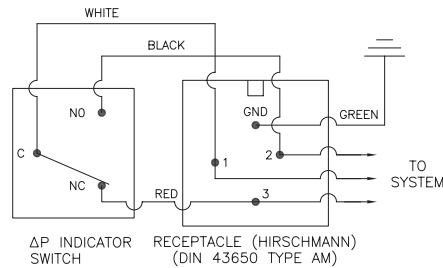 WHITE
BLACK
NO
GND
GREEN
C
1
2
NC
RED
3
TO
SYSTEM
ΔP INDICATOR
SWITCH
RECEPTACLE (HIRSCHMANN)
(DIN 43650 TYPE AM)